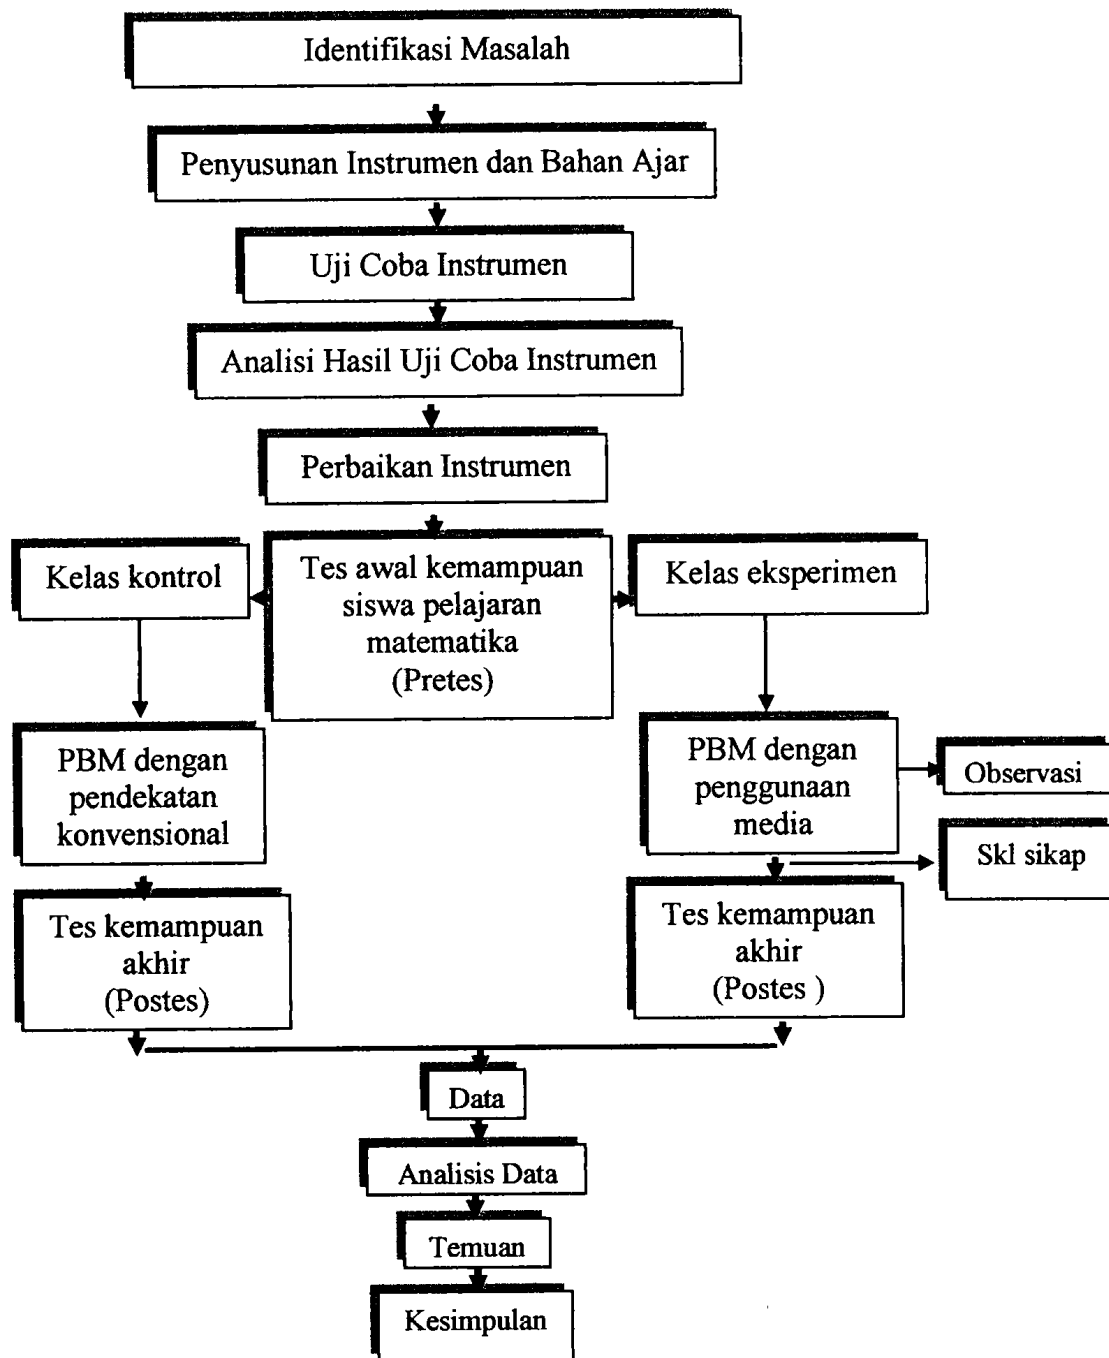 Identifikasi Masalah
Penyusunan Instrumen dan Bahan Ajar
Uji Coba Instrumen
Analisi Hasil Uji Coba Instrumen
Perbaikan Instrumen
Kelas kontrol
Tes awal kemampuan
siswa pelajaran
matematika
(Pretes)
Kelas eksperimen
PBM dengan
pendekatan
konvensional
PBM dengan
penggunaan
media
Observasi
Skl sikap
Tes kemampuan
akhir
(Postes)
Tes kemampuan
akhir
(Postes )
Data
Analisis Data
Temuan
Kesimpulan